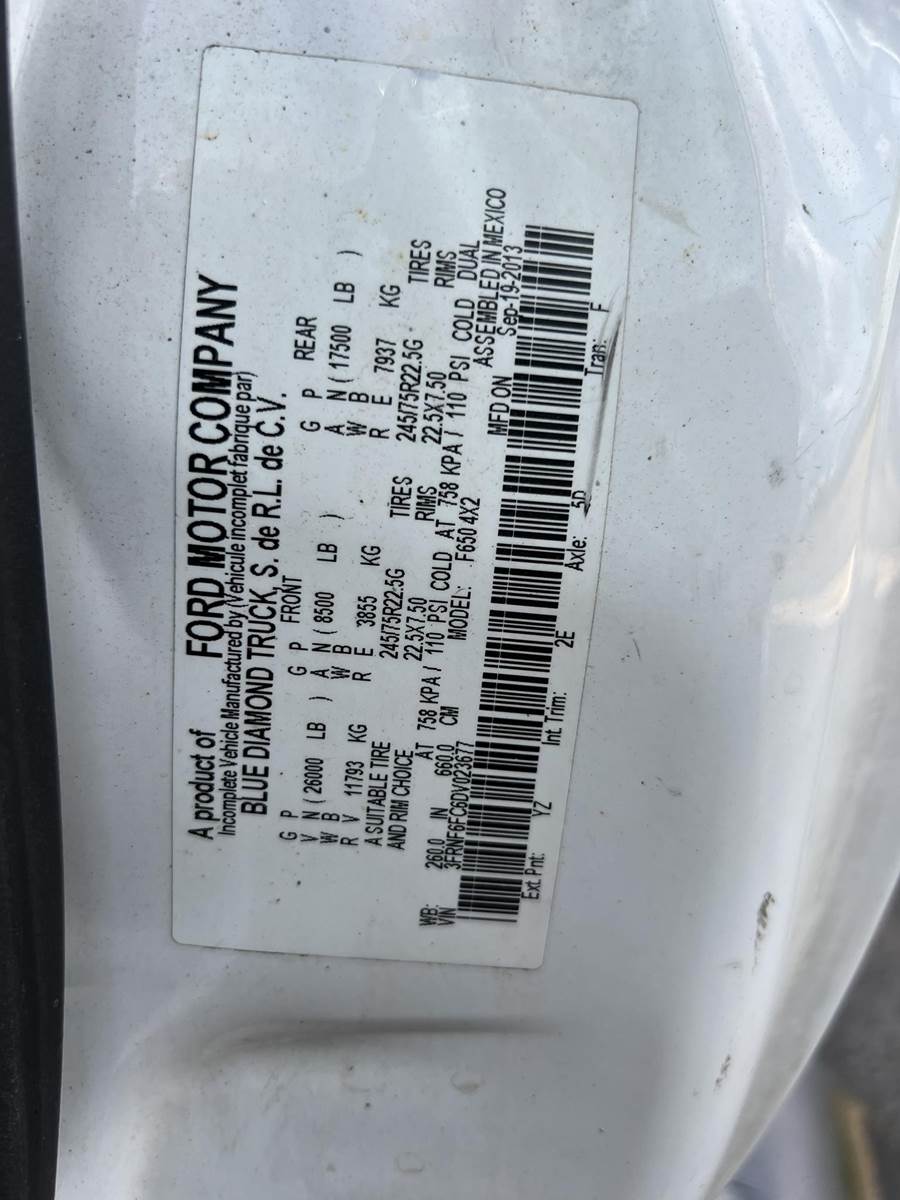 A product of FORD MOTOR COMPANY
Incomplete Vehicle Manufactured by (Vehicule incomplet fabrique par)
BLUE DIAMOND TRUCK, S. de R.L. de C.V.
G P G P FRONT G P REAR
V N ( 26000 LB ) A N ( 8500 LB ) A N ( 17500 LB )
W B W B W B
R V 11793 KG R E 3855 KG R E 7937 KG
A SUITABLE TIRE 245/75R22.5G TIRES 245/75R22.5G TIRES
AND RIM CHOICE 22.5X7.50 RIMS 22.5X7.50 RIMS
AT 758 KPA / 110 PSI COLD AT 758 KPA / 110 PSI COLD DUAL
WB: 260.0 IN 660.0 CM MODEL: F650 4X2 ASSEMBLED IN MEXICO
VIN 3FRNF6FC6DV023677 MFD ON Sep-19-2013
Ext. Pnt: YZ Int. Trim: 2E Axle: 5D Tran: F